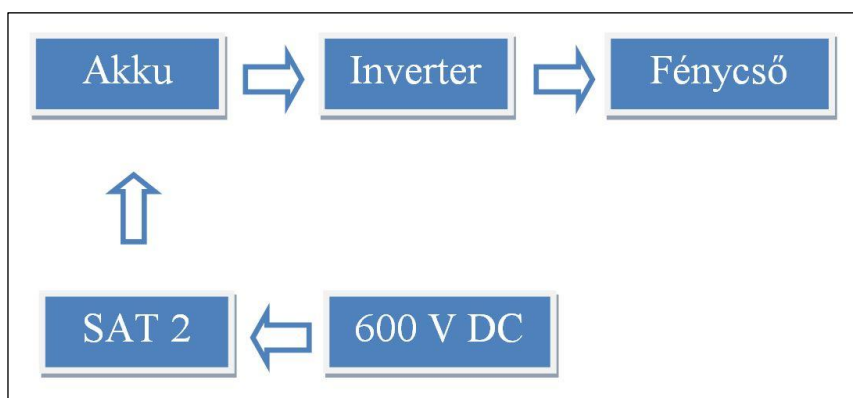 Akku
Inverter
Fénycső
SAT 2
600 V DC